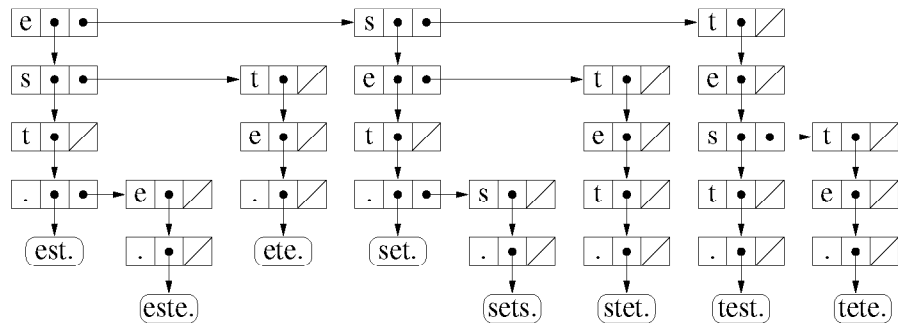 e s t
s t e t e
t e t e s t
. e . . s t t e
est. . ete. set. . . . .
este. sets. stet. test. tete.